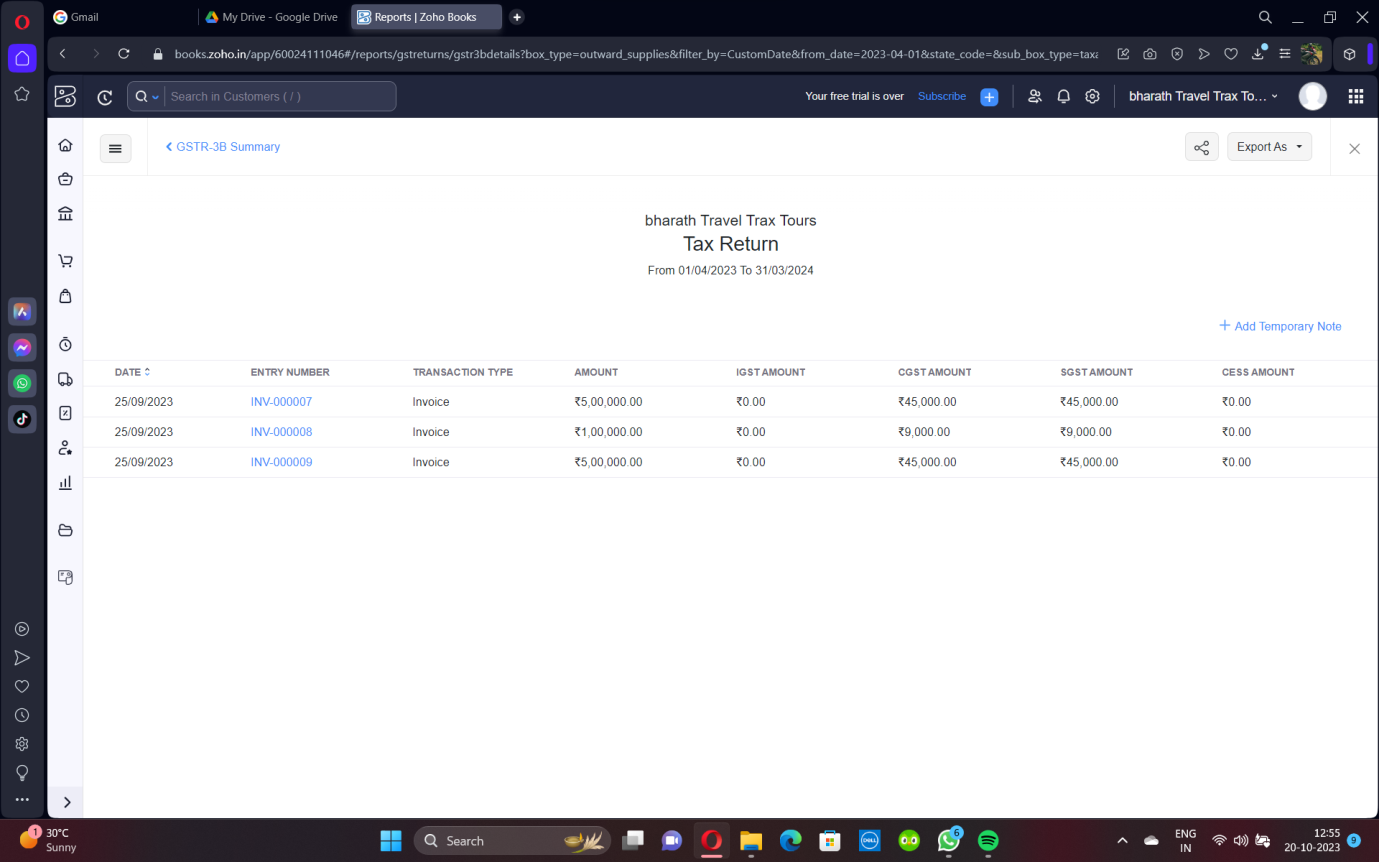 Gmail
My Drive - Google Drive
Reports | Zoho Books
books.zoho.in/app/60024111046#/reports/gstreturns/gstr3bdetails?box_type=outward_supplies&filter_by=CustomDate&from_date=2023-04-01&state_code=&sub_box_type=taxa
Search in Customers ( / )
Your free trial is over
Subscribe
bharath Travel Trax To...
GSTR-3B Summary
Export As
bharath Travel Trax Tours
Tax Return
From 01/04/2023 To 31/03/2024
Add Temporary Note
DATE ENTRY NUMBER TRANSACTION TYPE AMOUNT IGST AMOUNT CGST AMOUNT SGST AMOUNT CESS AMOUNT
25/09/2023 INV-000007 Invoice ₹5,00,000.00 ₹0.00 ₹45,000.00 ₹45,000.00 ₹0.00
25/09/2023 INV-000008 Invoice ₹1,00,000.00 ₹0.00 ₹9,000.00 ₹9,000.00 ₹0.00
25/09/2023 INV-000009 Invoice ₹5,00,000.00 ₹0.00 ₹45,000.00 ₹45,000.00 ₹0.00
1
30°C
Sunny
Search
DELL
6
ENG
IN
12:55
20-10-2023
9